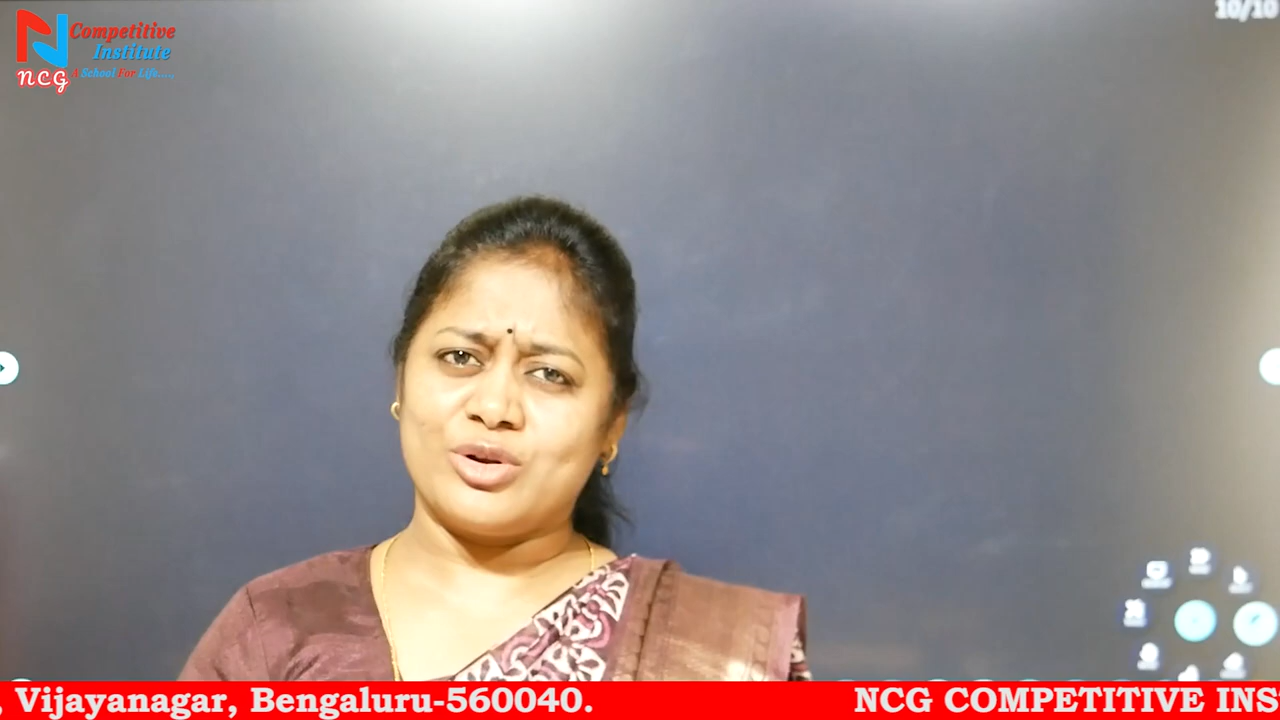 Competitive
Institute
ncg A School For Life.....
10/10
, Vijayanagar, Bengaluru-560040. NCG COMPETITIVE INS